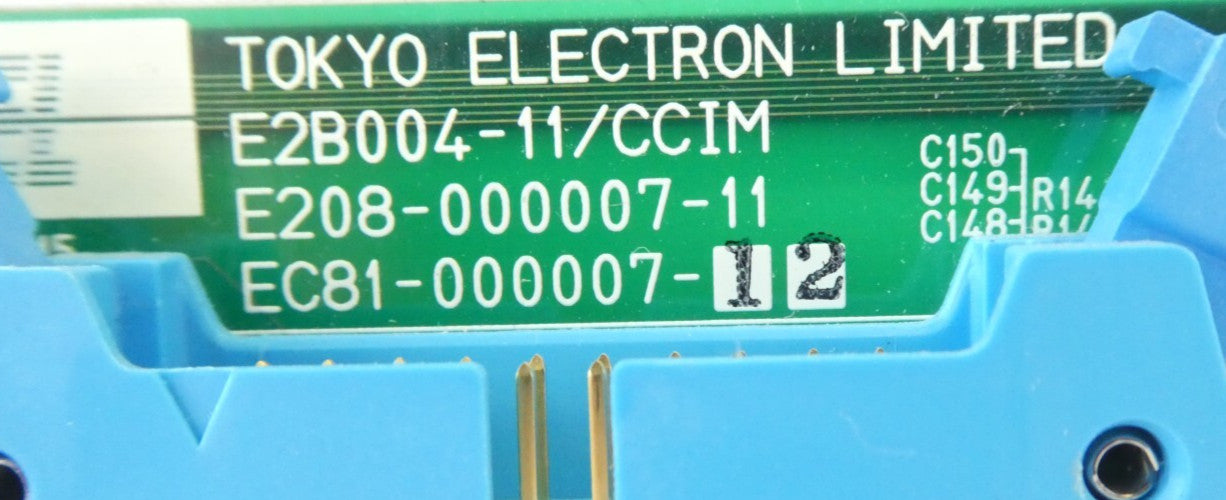 TOKYO ELECTRON LIMITED
E2B004-11/CCIM
E208-000007-11
EC81-000007-12
C150
C149
C148